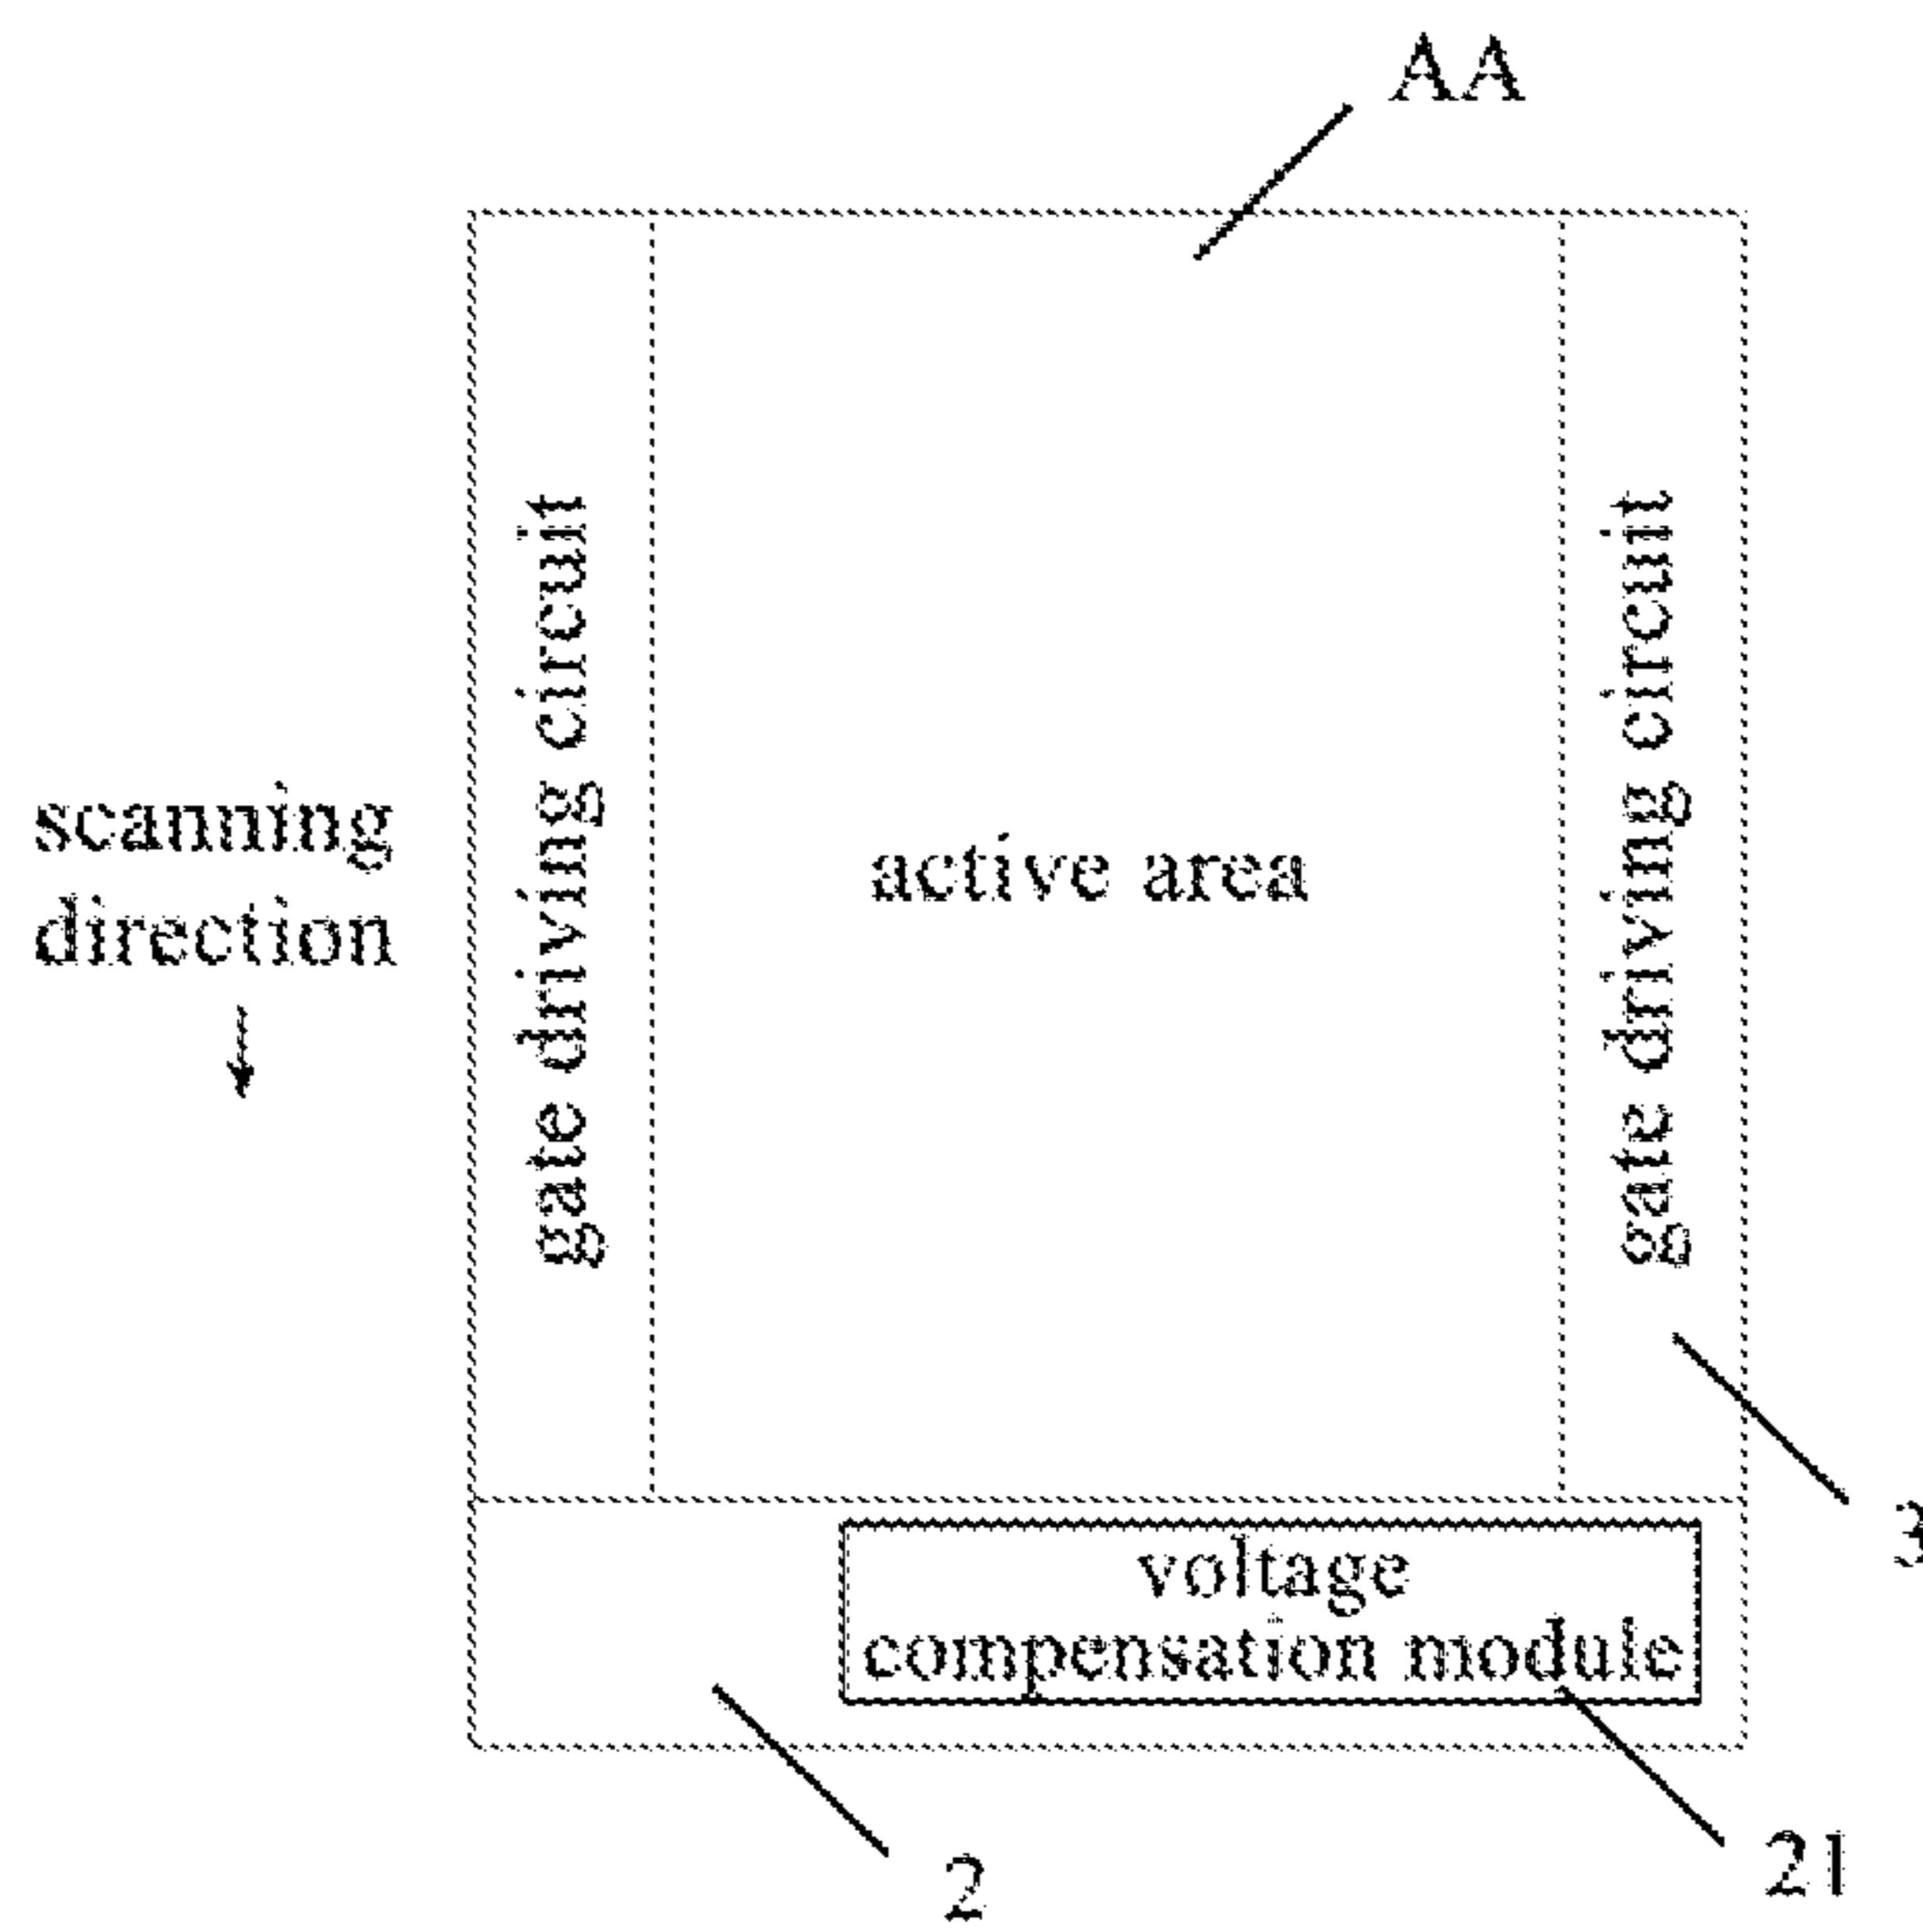 AA
gate driving circuit
gate driving circuit
scanning
direction
active area
3
voltage
compensation module
2
21